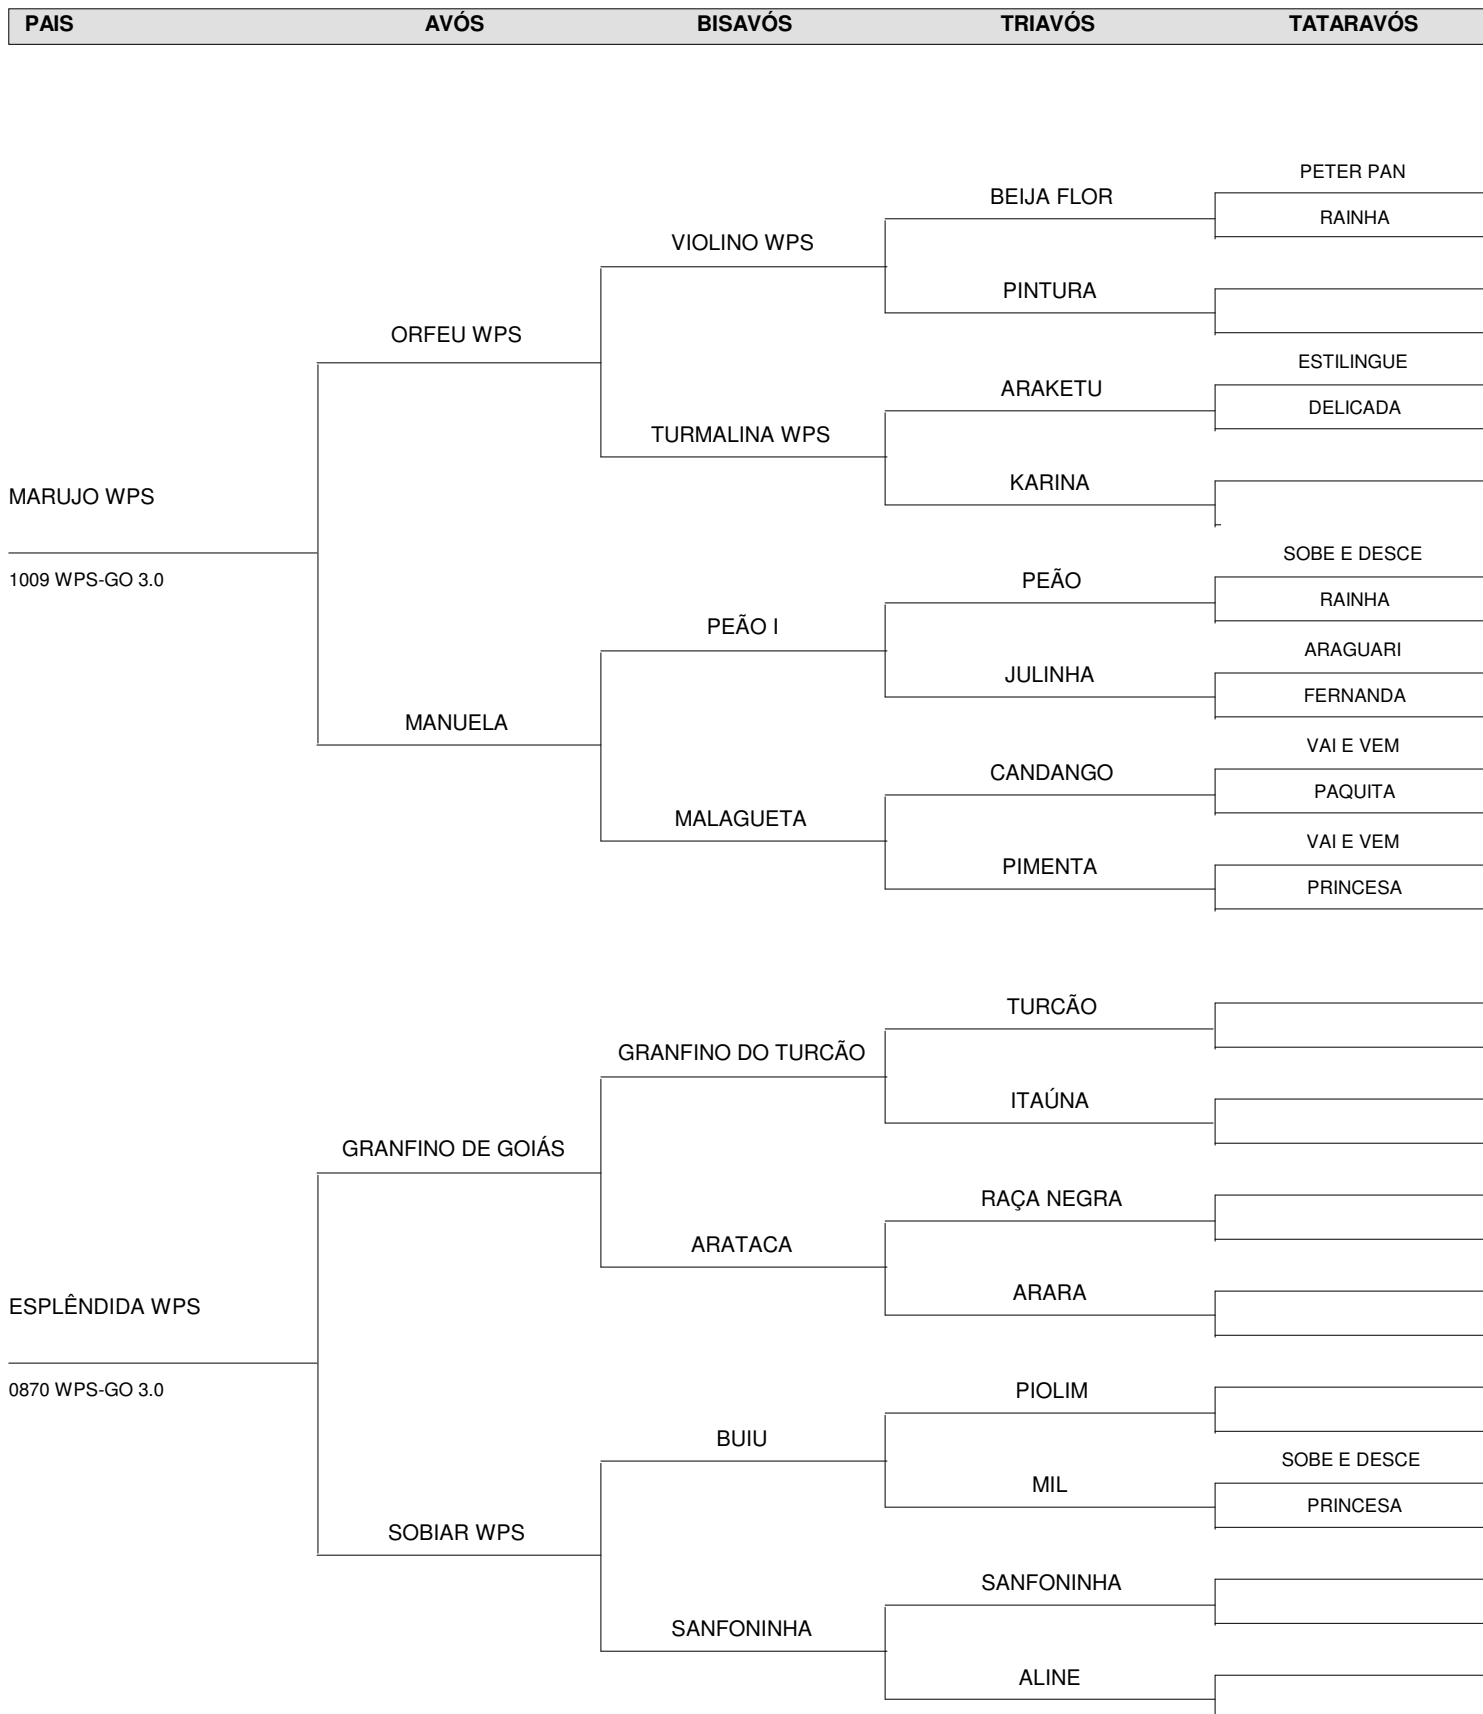 PAIS AVÓS BISAVÓS TRIAVÓS TATARAVÓS
PETER PAN
BEIJA FLOR
RAINHA
VIOLINO WPS
PINTURA
ORFEU WPS
ESTILINGUE
ARAKETU
DELICADA
TURMALINA WPS
KARINA
MARUJO WPS
SOBE E DESCE
1009 WPS-GO 3.0
PEÃO
RAINHA
PEÃO I
ARAGUARI
JULINHA
FERNANDA
MANUELA
VAI E VEM
CANDANGO
PAQUITA
MALAGUETA
VAI E VEM
PIMENTA
PRINCESA
TURCÃO
GRANFINO DO TURCÃO
ITAÚNA
GRANFINO DE GOIÁS
RAÇA NEGRA
ARATACA
ARARA
ESPLÊNDIDA WPS
0870 WPS-GO 3.0
PIOLIM
BUIU
SOBE E DESCE
MIL
PRINCESA
SOBIAR WPS
SANFONINHA
SANFONINHA
ALINE